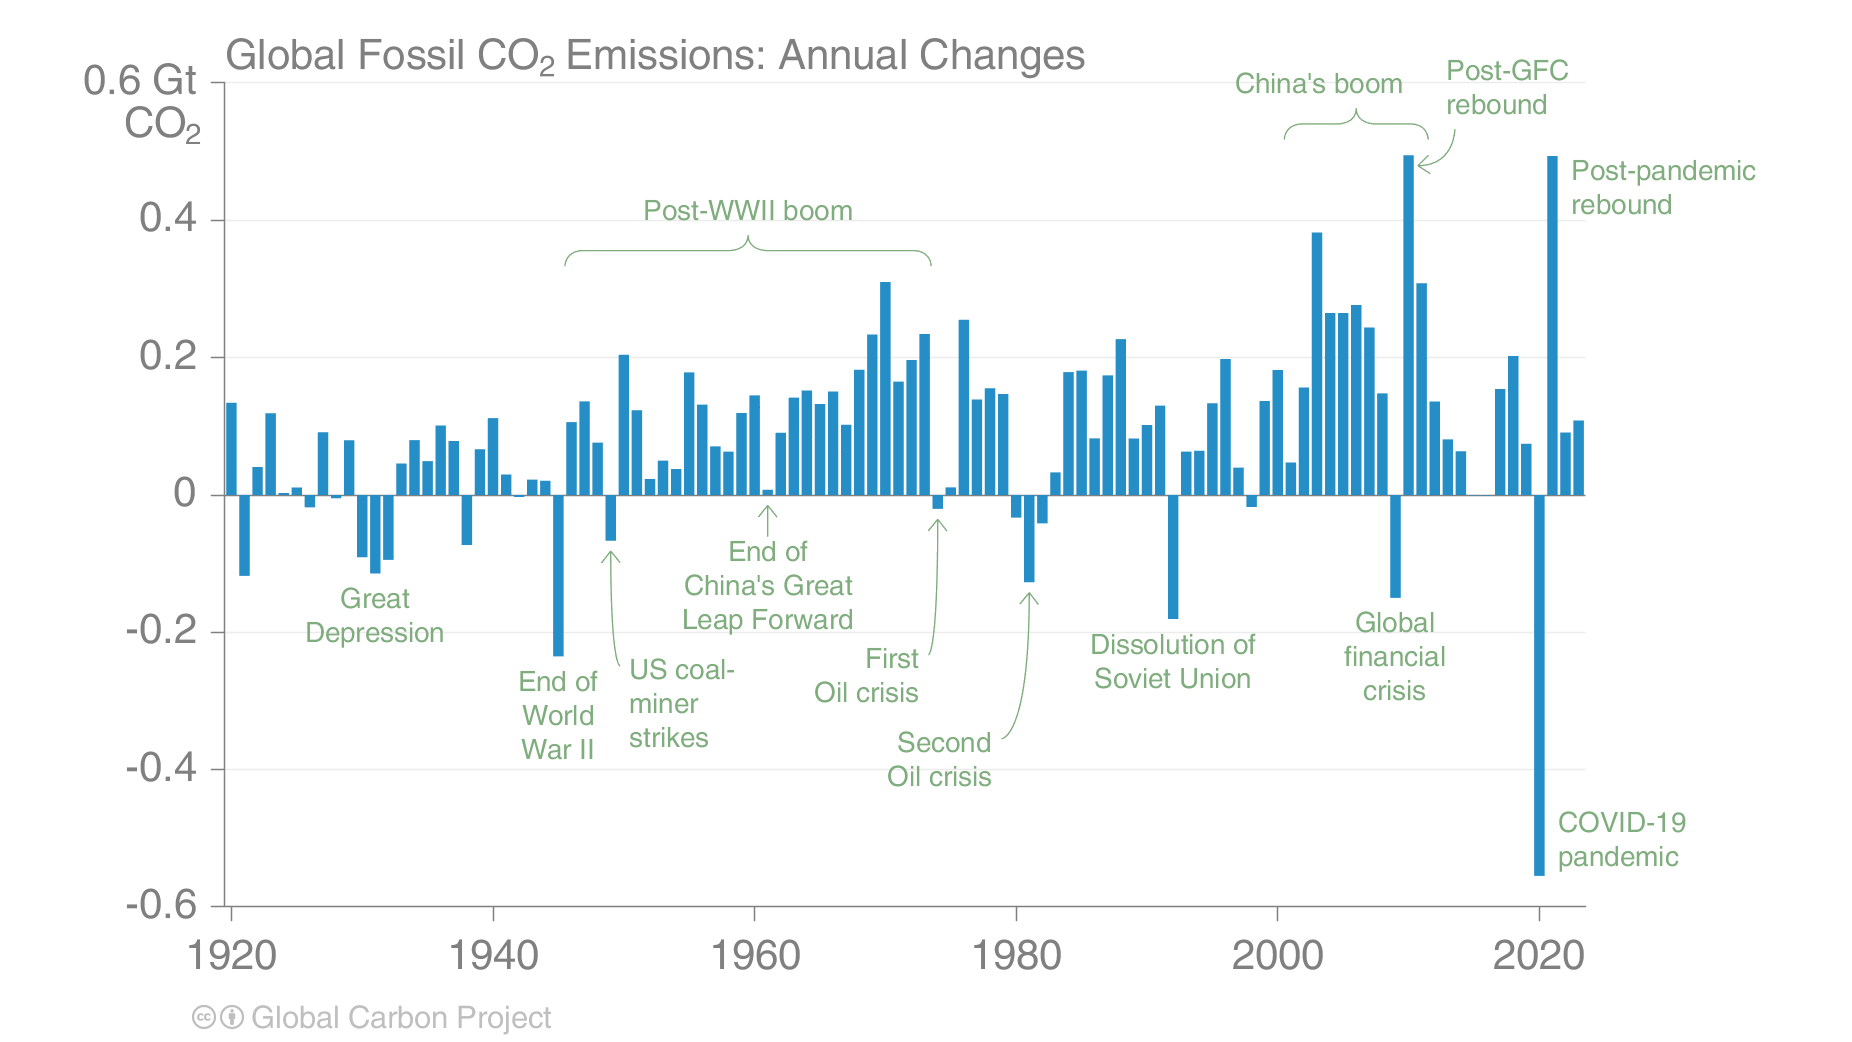 Global Fossil CO₂ Emissions: Annual Changes
0.6 Gt
CO₂
0.4
0.2
0
-0.2
-0.4
-0.6
1920
1940
1960
1980
2000
2020
Great
Depression
End of
World
War II
US coal-
miner
strikes
Post-WWII boom
End of
China's Great
Leap Forward
First
Oil crisis
Second
Oil crisis
Dissolution of
Soviet Union
China's boom
Post-GFC
rebound
Global
financial
crisis
Post-pandemic
rebound
COVID-19
pandemic
cc Global Carbon Project